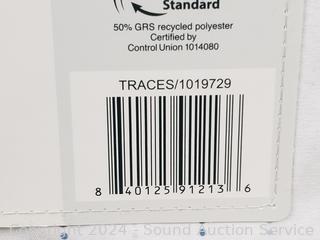 Standard
50% GRS recycled polyester
Certified by
Control Union 1014080
TRACES/1019729
8 40125 91213 6
Copyright 2024 - Sound Auction Service